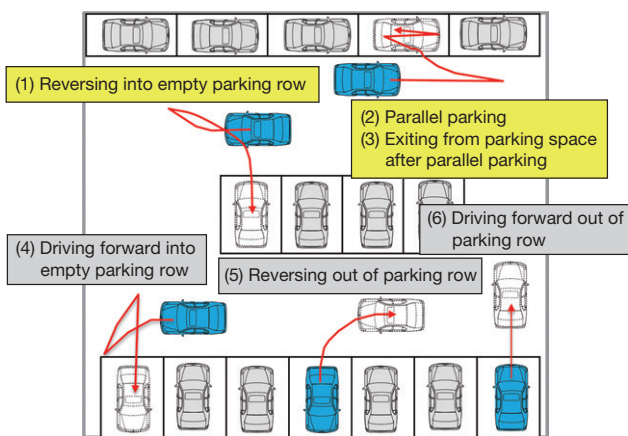 (1) Reversing into empty parking row
(2) Parallel parking
(3) Exiting from parking space
after parallel parking
(4) Driving forward into
empty parking row
(5) Reversing out of parking row
(6) Driving forward out of
parking row